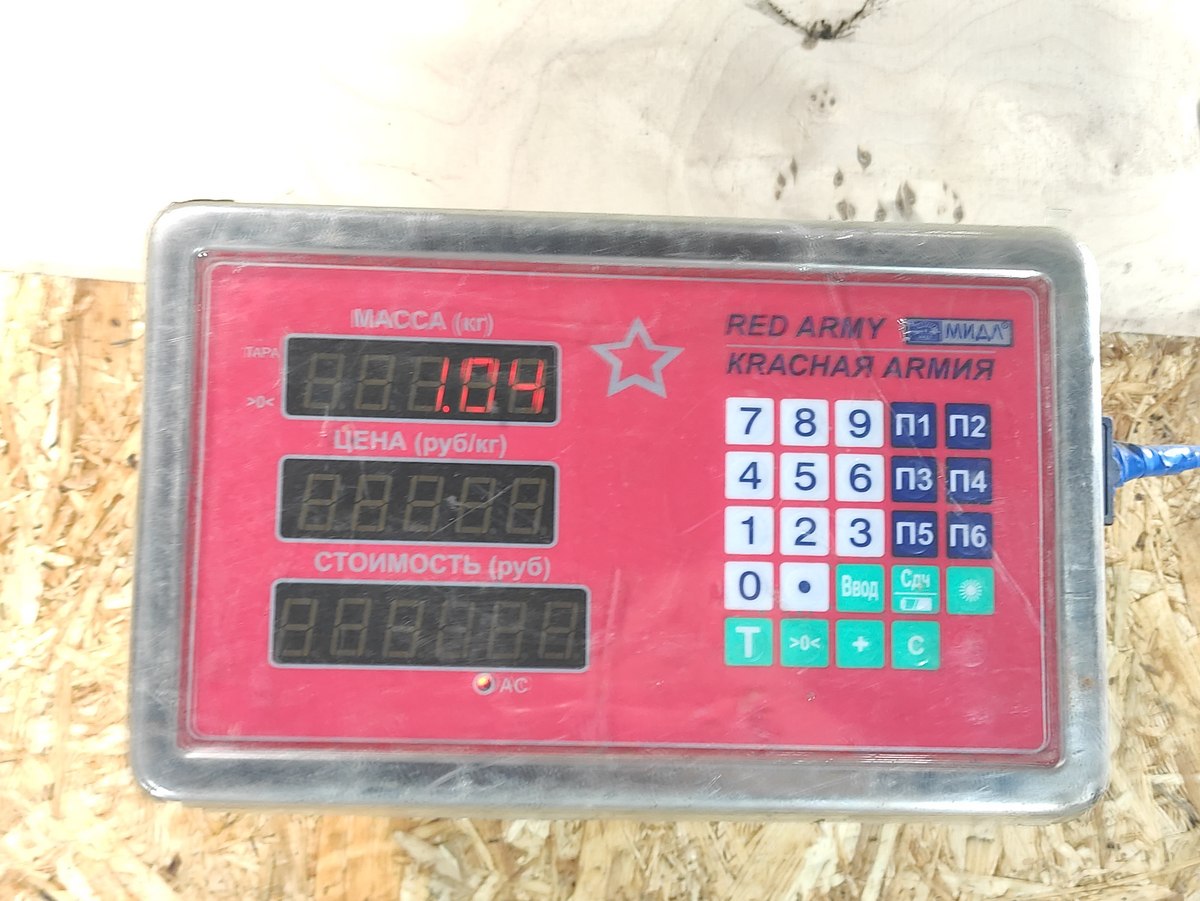 МАССА (кг)
ТАРА
>0<
1.04
ЦЕНА (руб/кг)
СТОИМОСТЬ (руб)
AC
RED ARMY МИДЛ
KRACHAЯ ARMИЯ
7 8 9 П1 П2
4 5 6 П3 П4
1 2 3 П5 П6
0 • Ввод Сдч
T >0< + C